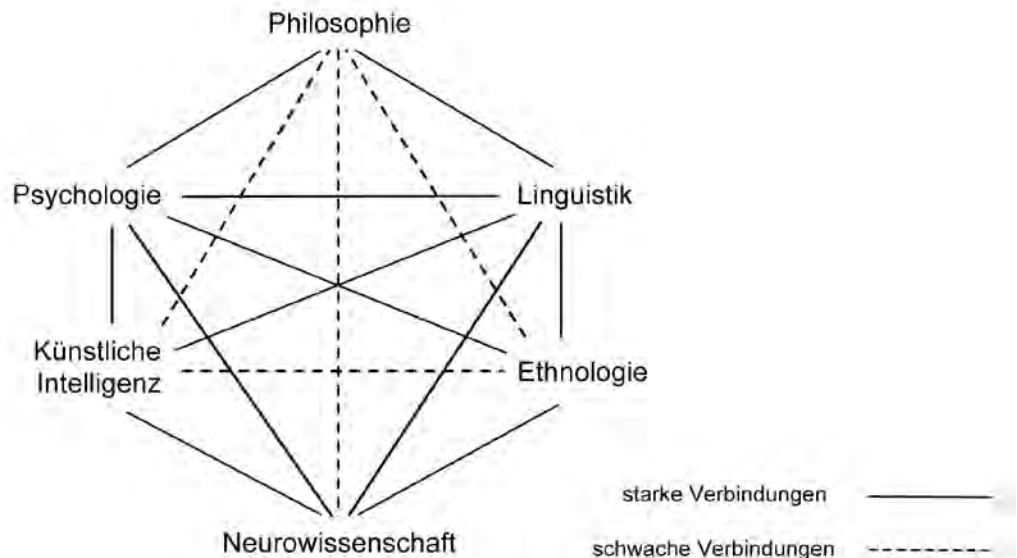 Philosophie
Psychologie
Linguistik
Künstliche
Intelligenz
Ethnologie
Neurowissenschaft
starke Verbindungen
schwache Verbindungen